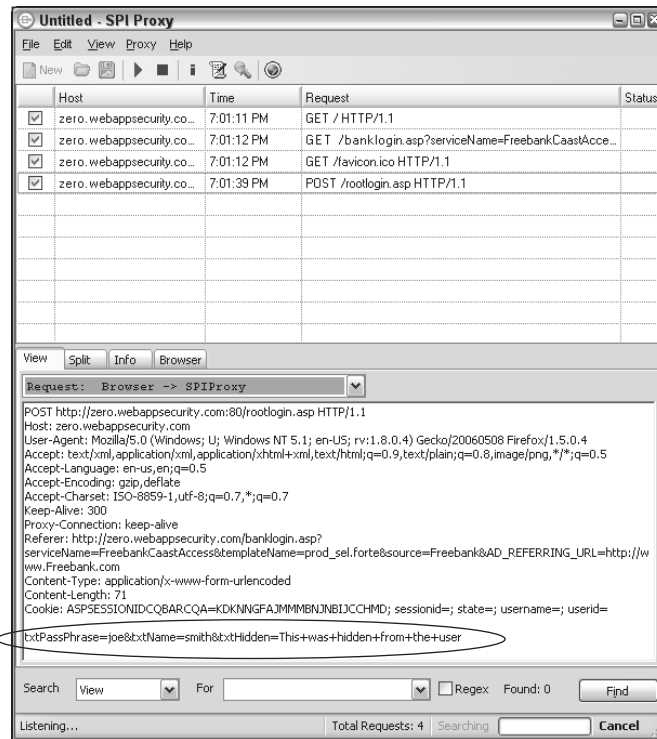 Untitled - SPI Proxy
File Edit View Proxy Help
New
Host Time Request Status
zero.webappsecurity.co... 7:01:11 PM GET / HTTP/1.1
zero.webappsecurity.co... 7:01:12 PM GET /banklogin.asp?serviceName=FreebankCaastAcce...
zero.webappsecurity.co... 7:01:12 PM GET /favicon.ico HTTP/1.1
zero.webappsecurity.co... 7:01:39 PM POST /rootlogin.asp HTTP/1.1
View Split Info Browser
Request: Browser -> SPIProxy
POST http://zero.webappsecurity.com:80/rootlogin.asp HTTP/1.1
Host: zero.webappsecurity.com
User-Agent: Mozilla/5.0 (Windows; U; Windows NT 5.1; en-US; rv:1.8.0.4) Gecko/20060508 Firefox/1.5.0.4
Accept: text/xml,application/xml,application/xhtml+xml,text/html;q=0.9,text/plain;q=0.8,image/png,*/*;q=0.5
Accept-Language: en-us,en;q=0.5
Accept-Encoding: gzip,deflate
Accept-Charset: ISO-8859-1,utf-8;q=0.7,*;q=0.7
Keep-Alive: 300
Proxy-Connection: keep-alive
Referer: http://zero.webappsecurity.com/banklogin.asp?
serviceName=FreebankCaastAccess&templateName=prod_sel.forte&source=Freebank&AD_REFERRING_URL=http://w
ww.Freebank.com
Content-Type: application/x-www-form-urlencoded
Content-Length: 71
Cookie: ASPSESSIONIDCQBARCQA=KDKNNGFAJMMMBNJNBIJCCHMD; sessionid=; state=; username=; userid=
txtPassPhrase=joe&txtName=smith&txtHidden=This+was+hidden+from+the+user
Search View For Regex Found: 0 Find
Listening... Total Requests: 4 Searching Cancel